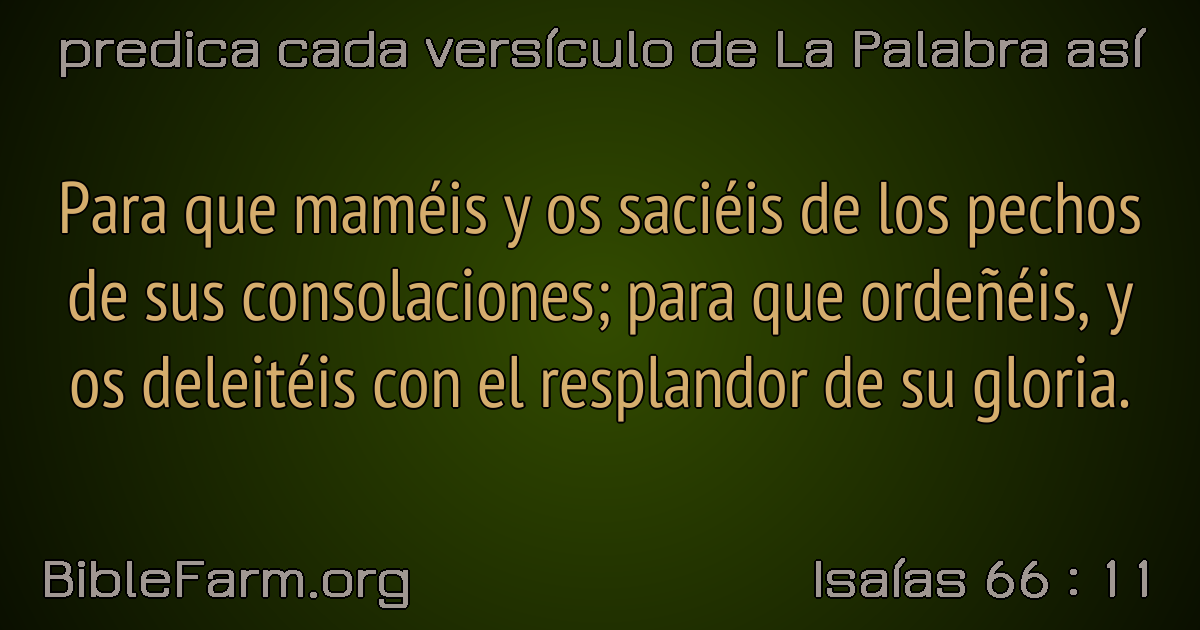 predica cada versículo de La Palabra así
Para que maméis y os saciéis de los pechos
de sus consolaciones; para que ordeñéis, y
os deleitéis con el resplandor de su gloria.
BibleFarm.org
Isaías 66 : 11